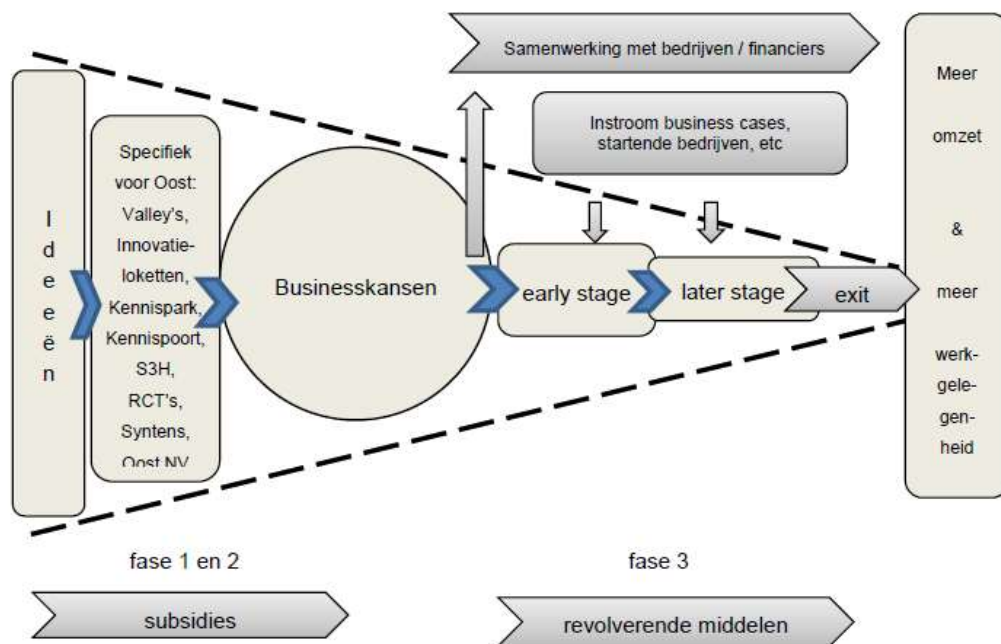 Samenwerking met bedrijven / financiers
Instroom business cases,
startende bedrijven, etc
I
d
e
e
ë
n
Specifiek
voor Oost:
Valley's,
Innovatie-
loketten,
Kennispark,
Kennispoort,
S3H,
RCT's,
Syntens,
Oost NV
Businesskansen
early stage
later stage
exit
Meer
omzet
&
meer
werk-
gele-
gen-
heid
fase 1 en 2
fase 3
subsidies
revolverende middelen